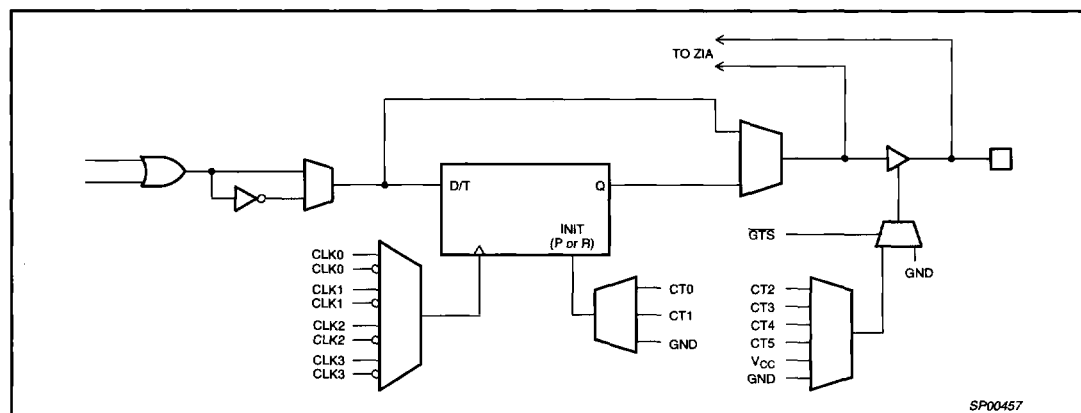 TO ZIA
D/T
Q
INIT
(P or R)
CLK0
CLK0
CLK1
CLK1
CLK2
CLK2
CLK3
CLK3
CT0
CT1
GND
GTS
GND
CT2
CT3
CT4
CT5
VCC
GND
SP00457